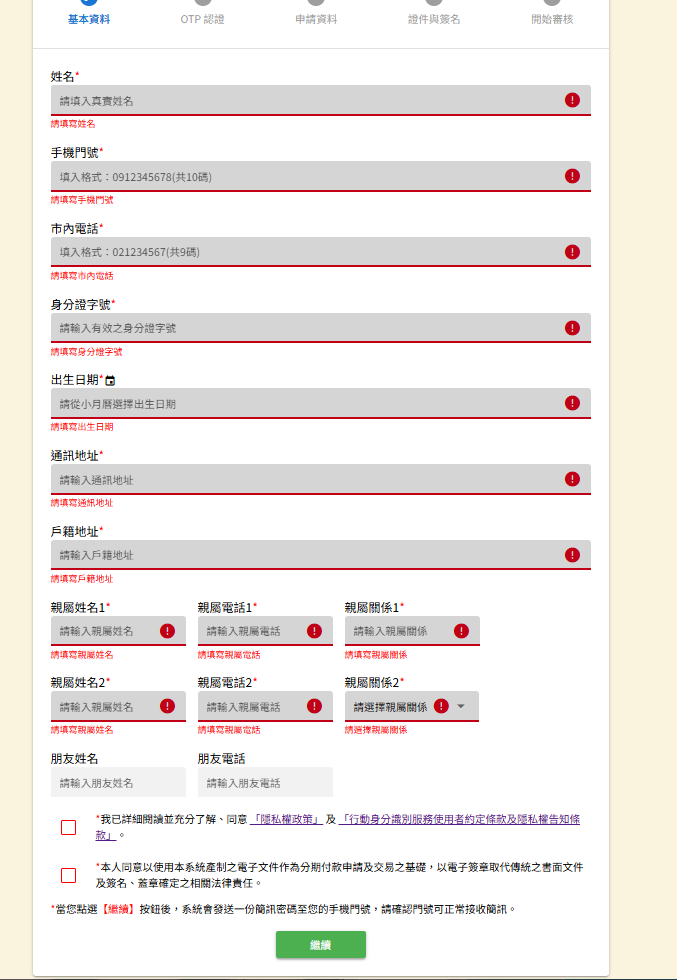 基本資料 OTP 認證 申請資料 證件與簽名 開始審核
姓名*
請填入真實姓名
請填寫姓名
手機門號*
填入格式：0912345678(共10碼)
請填寫手機門號
市內電話*
填入格式：021234567(共9碼)
請填寫市內電話
身分證字號*
請輸入有效之身分證字號
請填寫身分證字號
出生日期*
請從小月曆選擇出生日期
請填寫出生日期
通訊地址*
請輸入通訊地址
請填寫通訊地址
戶籍地址*
請輸入戶籍地址
請填寫戶籍地址
親屬姓名1* 親屬電話1* 親屬關係1*
請輸入親屬姓名 請輸入親屬電話 請輸入親屬關係
請填寫親屬姓名 請填寫親屬電話 請填寫親屬關係
親屬姓名2* 親屬電話2* 親屬關係2*
請輸入親屬姓名 請輸入親屬電話 請選擇親屬關係
請填寫親屬姓名 請填寫親屬電話 請選擇親屬關係
朋友姓名 朋友電話
請輸入朋友姓名 請輸入朋友電話
*我已詳細閱讀並充分了解、同意「隱私權政策」及「行動身分識別服務使用者約定條款及隱私權告知條
款」。
*本人同意以使用本系統產制之電子文件作為分期付款申請及交易之基礎，以電子簽章取代傳統之書面文件
及簽名、蓋章確定之相關法律責任。
*當您點選【繼續】按鈕後，系統會發送一份簡訊密碼至您的手機門號，請確認門號可正常接收簡訊。
繼續